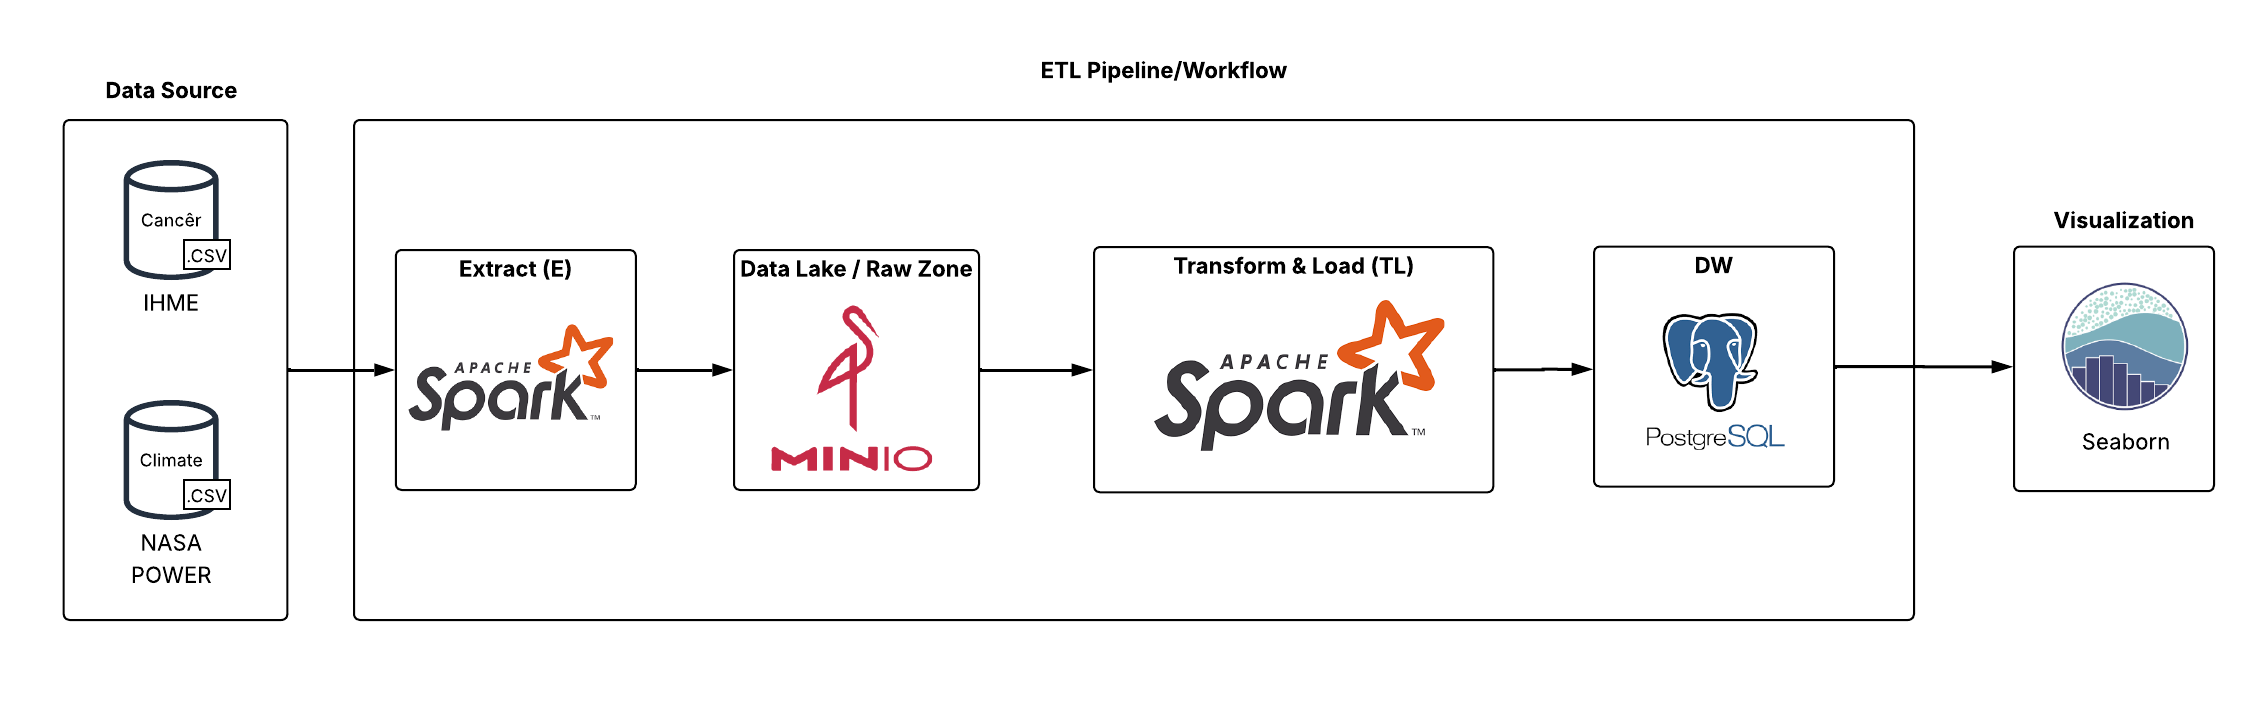 ETL Pipeline/Workflow
Data Source
Cancêr
.CSV
IHME
Climate
.CSV
NASA
POWER
Extract (E)
APACHE
Spark™
Data Lake / Raw Zone
MINIO
Transform & Load (TL)
APACHE
Spark™
DW
PostgreSQL
Visualization
Seaborn